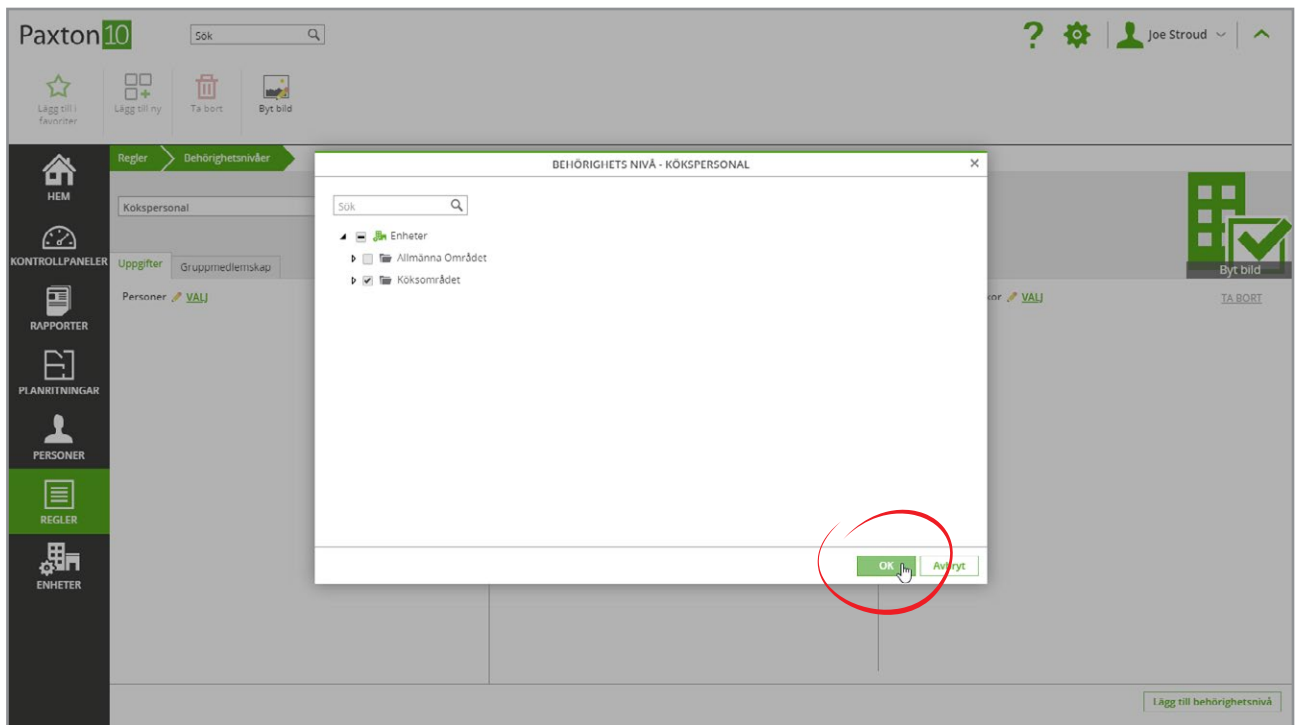 Paxton10
Sök
Joe Stroud
Lägg till i
favoriter
Lägg till ny
Ta bort
Byt bild
HEM
KONTROLLPANELER
RAPPORTER
PLANRITNINGAR
PERSONER
REGLER
ENHETER
Regler
Behörighetsnivåer
Kökspersonal
Uppgifter
Gruppmedlemskap
Personer VÄLJ
BEHÖRIGHETS NIVÅ - KÖKSPERSONAL
Sök
Enheter
Allmänna Området
Köksområdet
OK
Avbryt
Byt bild
VÄLJ
TA BORT
Lägg till behörighetsnivå